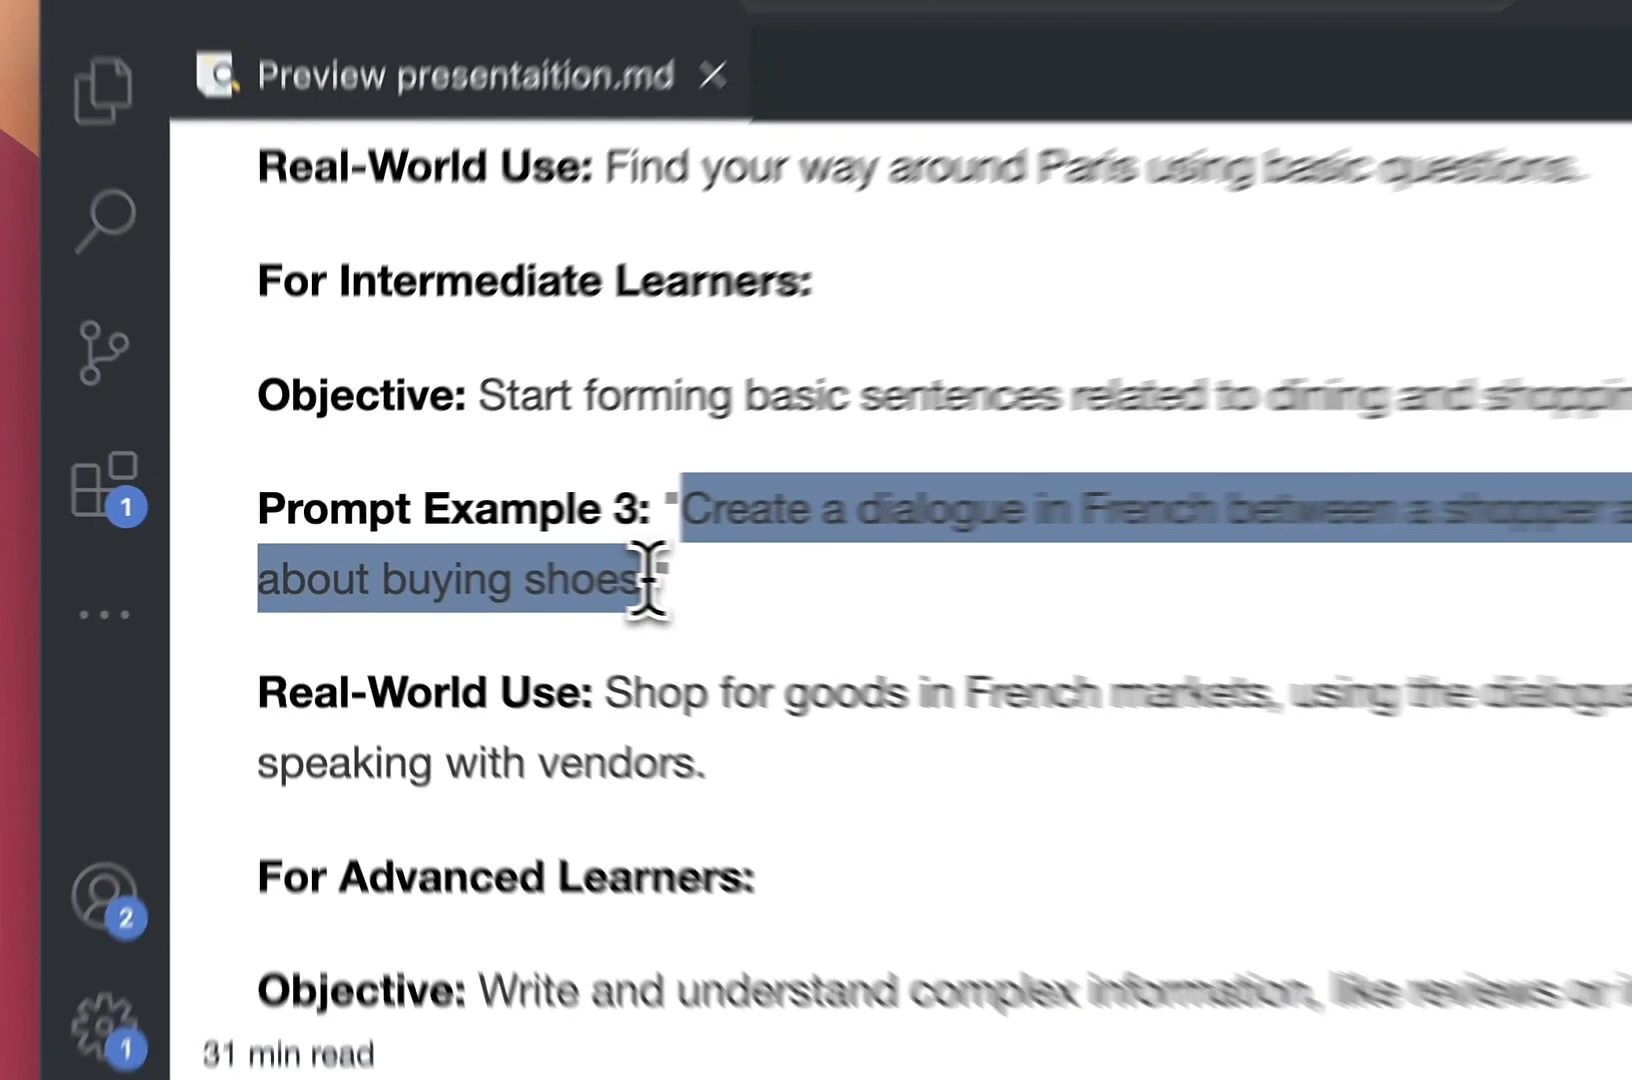 Preview presentaition.md
Real-World Use: Find your way around Paris using basic questions.
For Intermediate Learners:
Objective: Start forming basic sentences related to dining and
Prompt Example 3: "Create a dialogue in French between a shopper
about buying shoes."
1
Real-World Use: Shop for goods in French markets, using the
speaking with vendors.
For Advanced Learners:
2
Objective: Write and understand complex information, like reviews or
1
31 min read